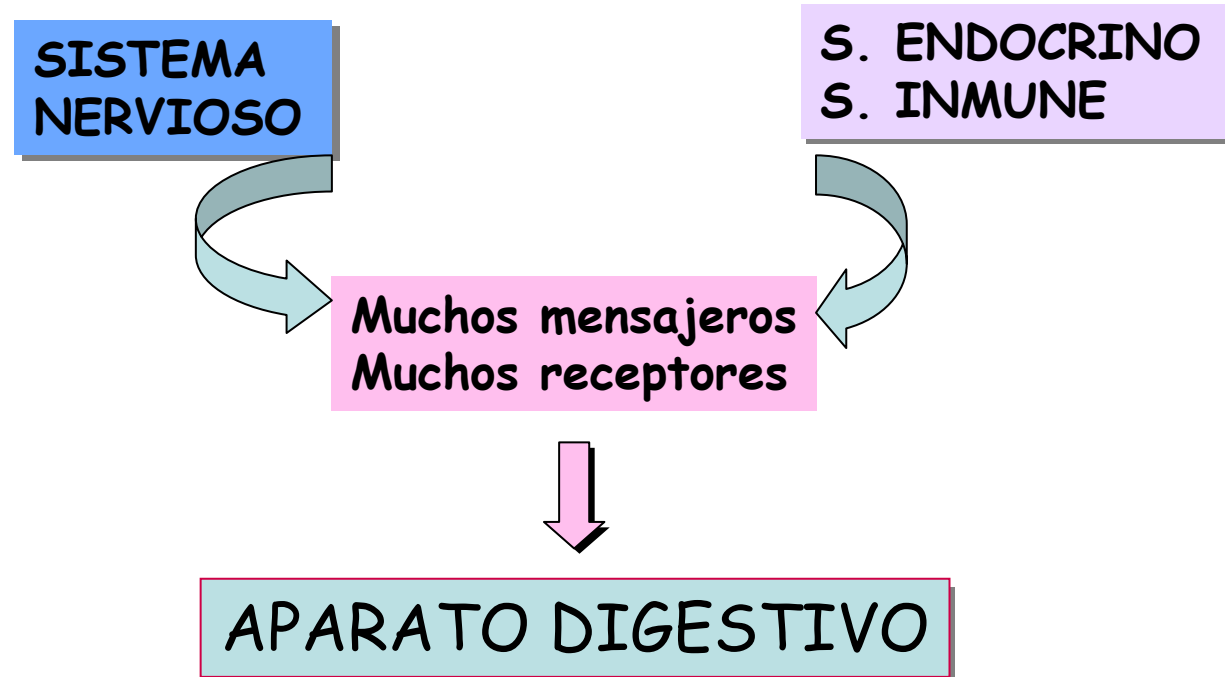 SISTEMA
NERVIOSO
S. ENDOCRINO
S. INMUNE
Muchos mensajeros
Muchos receptores
APARATO DIGESTIVO